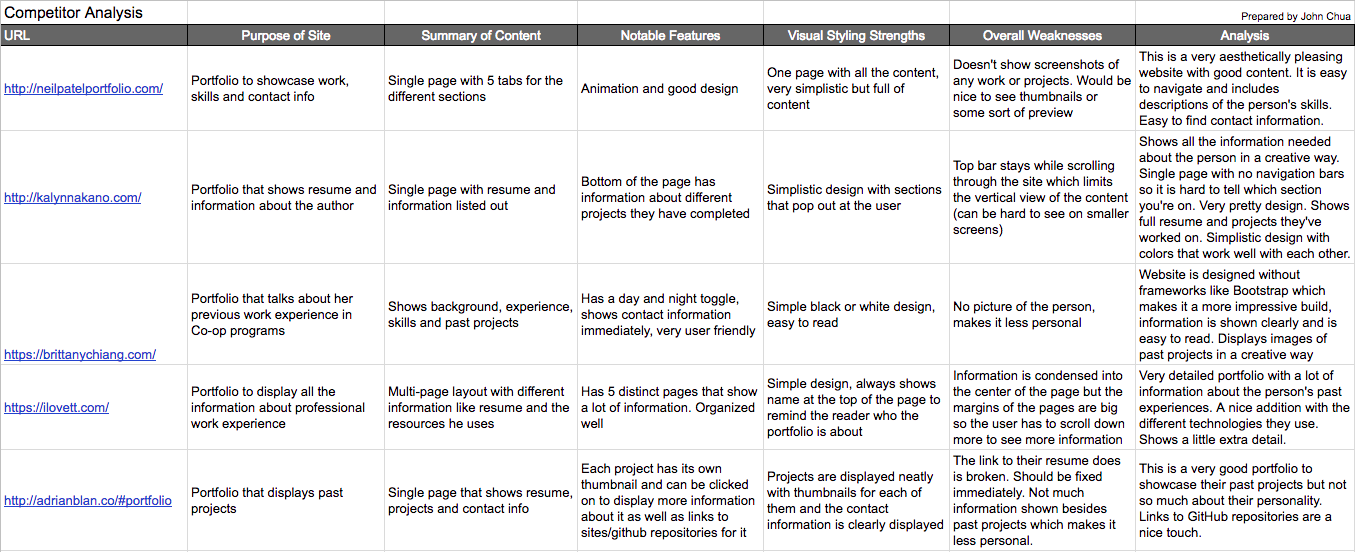 Competitor Analysis
Prepared by John Chua
URL
Purpose of Site
Summary of Content
Notable Features
Visual Styling Strengths
Overall Weaknesses
Analysis
http://neilpatelportfolio.com/
Portfolio to showcase work,
skills and contact info
Single page with 5 tabs for the
different sections
Animation and good design
One page with all the content,
very simplistic but full of
content
Doesn't show screenshots of
any work or projects. Would be
nice to see thumbnails or
some sort of preview
This is a very aesthetically pleasing
website with good content. It is easy
to navigate and includes
descriptions of the person's skills.
Easy to find contact information.
http://kalynnakano.com/
Portfolio that shows resume and
information about the author
Single page with resume and
information listed out
Bottom of the page has
information about different
projects they have completed
Simplistic design with sections
that pop out at the user
Top bar stays while scrolling
through the site which limits
the vertical view of the content
(can be hard to see on smaller
screens)
Shows all the information needed
about the person in a creative way.
Single page with no navigation bars
so it is hard to tell which section
you're on. Very pretty design. Shows
full resume and projects they've
worked on. Simplistic design with
colors that work well with each other.
https://brittanychiang.com/
Portfolio that talks about her
previous work experience in
Co-op programs
Shows background, experience,
skills and past projects
Has a day and night toggle,
shows contact information
immediately, very user friendly
Simple black or white design,
easy to read
No picture of the person,
makes it less personal
Website is designed without
frameworks like Bootstrap which
makes it a more impressive build,
information is shown clearly and is
easy to read. Displays images of
past projects in a creative way
https://ilovett.com/
Portfolio to display all the
information about professional
work experience
Multi-page layout with different
information like resume and the
resources he uses
Has 5 distinct pages that show
a lot of information. Organized
well
Simple design, always shows
name at the top of the page to
remind the reader who the
portfolio is about
Information is condensed into
the center of the page but the
margins of the pages are big
so the user has to scroll down
more to see more information
Very detailed portfolio with a lot of
information about the person's past
experiences. A nice addition with the
different technologies they use.
Shows a little extra detail.
http://adrianblan.co/#portfolio
Portfolio that displays past
projects
Single page that shows resume,
projects and contact info
Each project has its own
thumbnail and can be clicked
on to display more information
about it as well as links to
sites/github repositories for it
Projects are displayed neatly
with thumbnails for each of
them and the contact
information is clearly displayed
The link to their resume does
is broken. Should be fixed
immediately. Not much
information shown besides
past projects which makes it
less personal.
This is a very good portfolio to
showcase their past projects but not
so much about their personality.
Links to GitHub repositories are a
nice touch.